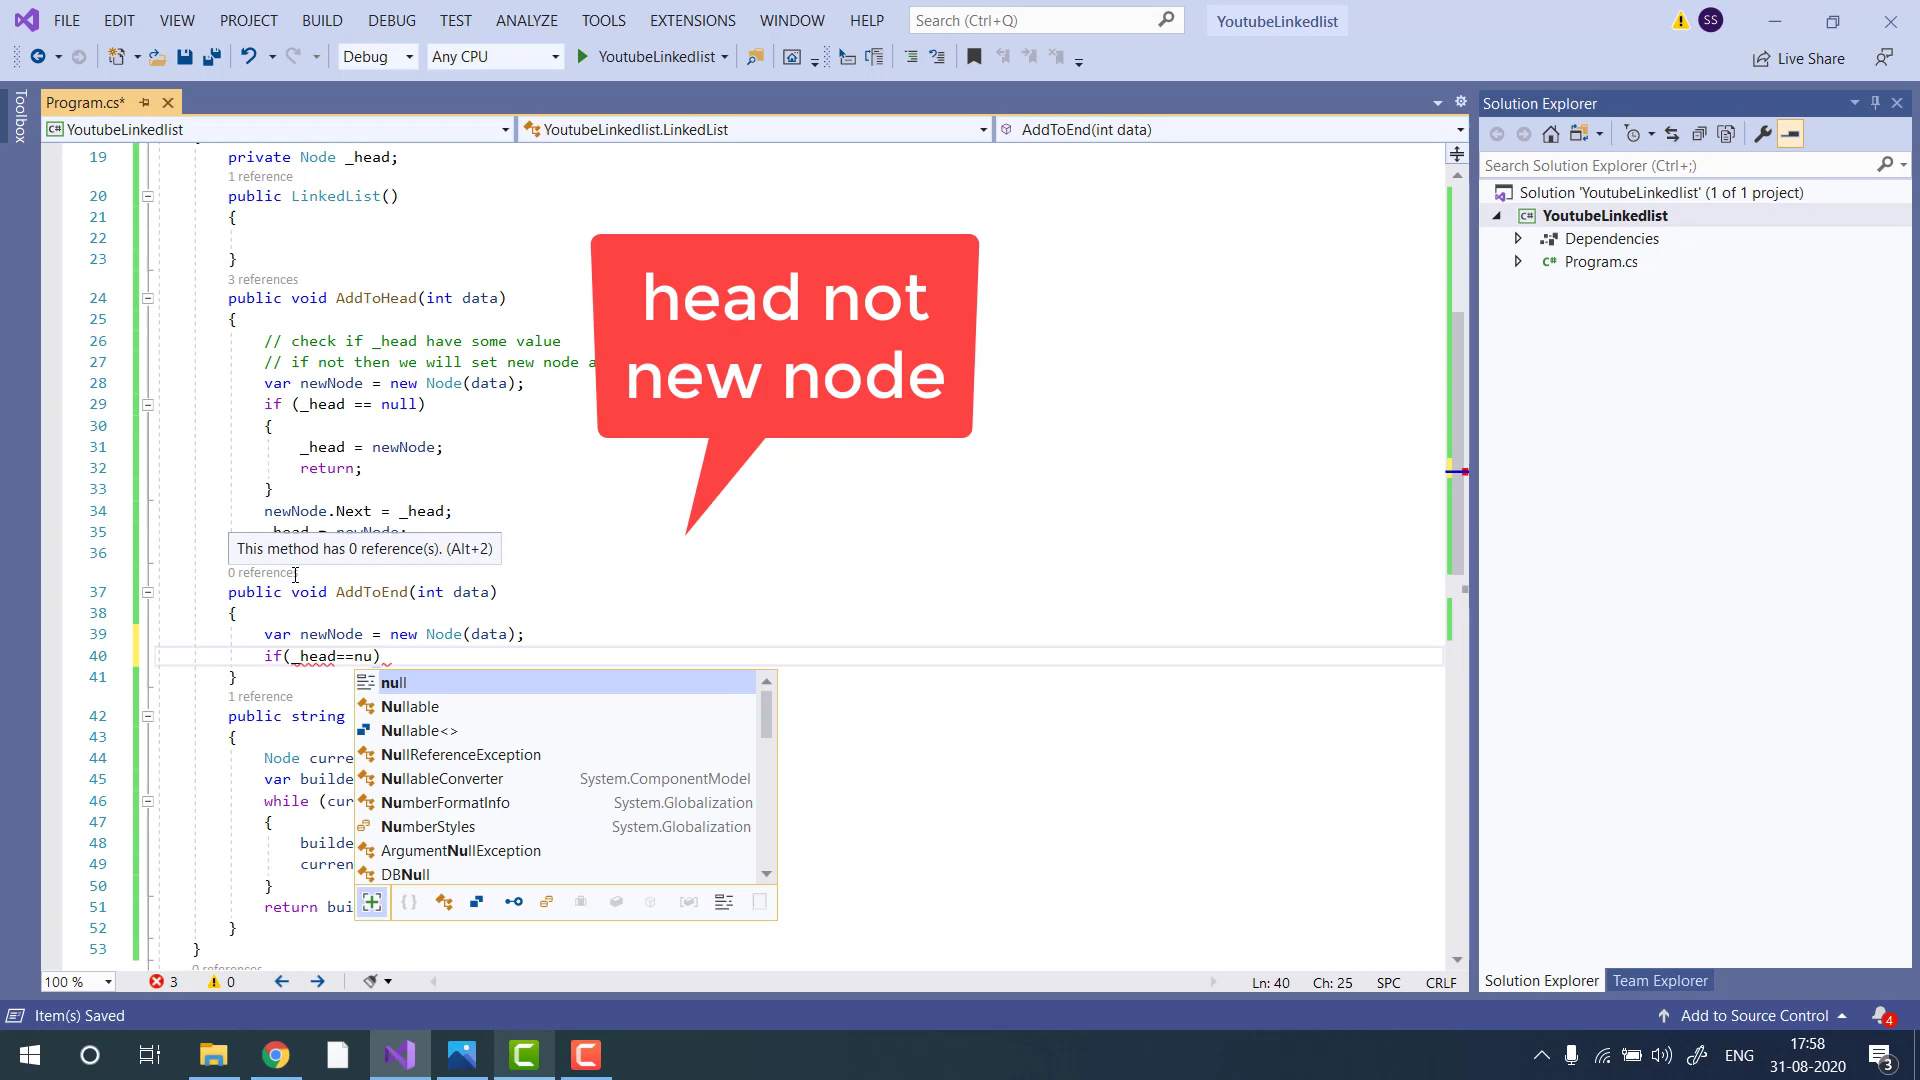 FILE EDIT VIEW PROJECT BUILD DEBUG TEST ANALYZE TOOLS EXTENSIONS WINDOW HELP Search (Ctrl+Q) YoutubeLinkedlist SS
Debug Any CPU YoutubeLinkedlist Live Share
Toolbox
Program.cs*
YoutubeLinkedlist YoutubeLinkedlist.LinkedList AddToEnd(int data)
19 private Node _head;
1 reference
20 public LinkedList()
21 {
22
23 }
3 references
24 public void AddToHead(int data)
25 {
26 // check if _head have some value
27 // if not then we will set new node a
28 var newNode = new Node(data);
29 if (_head == null)
30 {
31 _head = newNode;
32 return;
33 }
34 newNode.Next = _head;
35 _head = newNode;
36
This method has 0 reference(s). (Alt+2)
0 references
37 public void AddToEnd(int data)
38 {
39 var newNode = new Node(data);
40 if(_head==nu)
41 }
1 reference
42 public string
43 {
44 Node curre
45 var builde
46 while (cur
47 {
48 builde
49 curren
50 }
51 return bui
52 }
53 }
0 references
head not
new node
null
Nullable
Nullable<>
NullReferenceException
NullableConverter System.ComponentModel
NumberFormatInfo System.Globalization
NumberStyles System.Globalization
ArgumentNullException
DBNull
Solution Explorer
Search Solution Explorer (Ctrl+;)
Solution 'YoutubeLinkedlist' (1 of 1 project)
YoutubeLinkedlist
Dependencies
Program.cs
100 % 3 0 Ln: 40 Ch: 25 SPC CRLF
Solution Explorer Team Explorer
Item(s) Saved Add to Source Control 4
ENG 17:58
31-08-2020 3